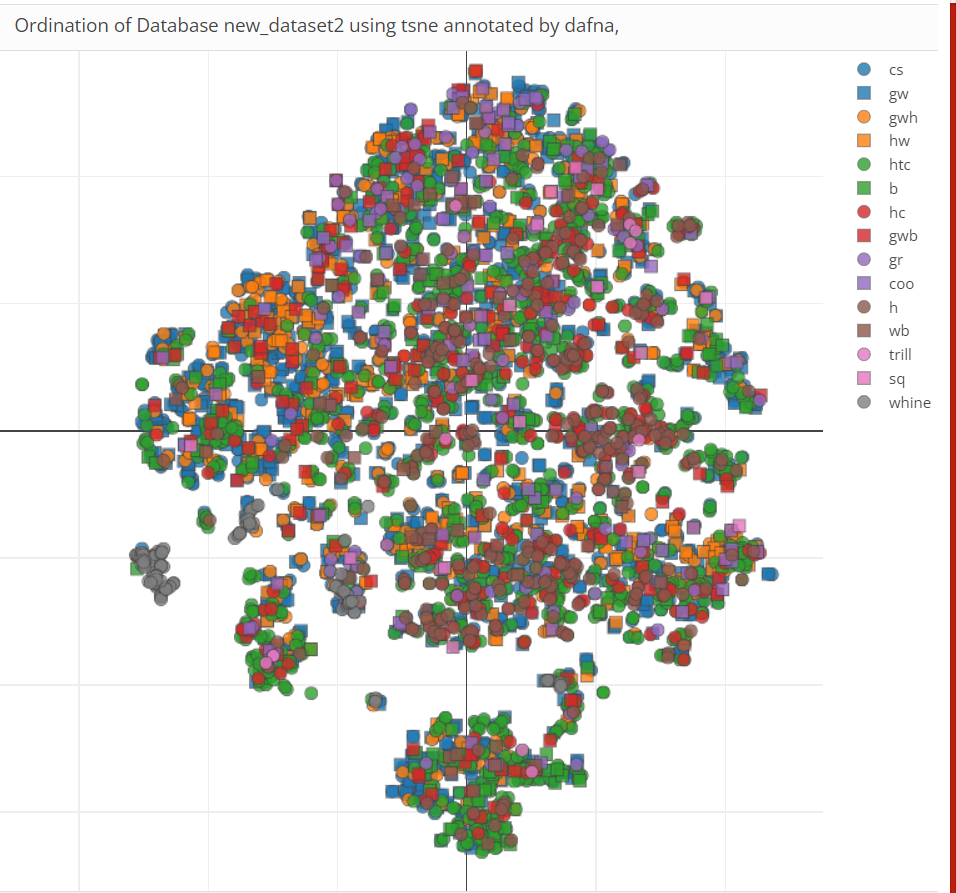 Ordination of Database new_dataset2 using tsne annotated by dafna,
cs
gw
gwh
hw
htc
b
hc
gwb
gr
coo
h
wb
trill
sq
whine